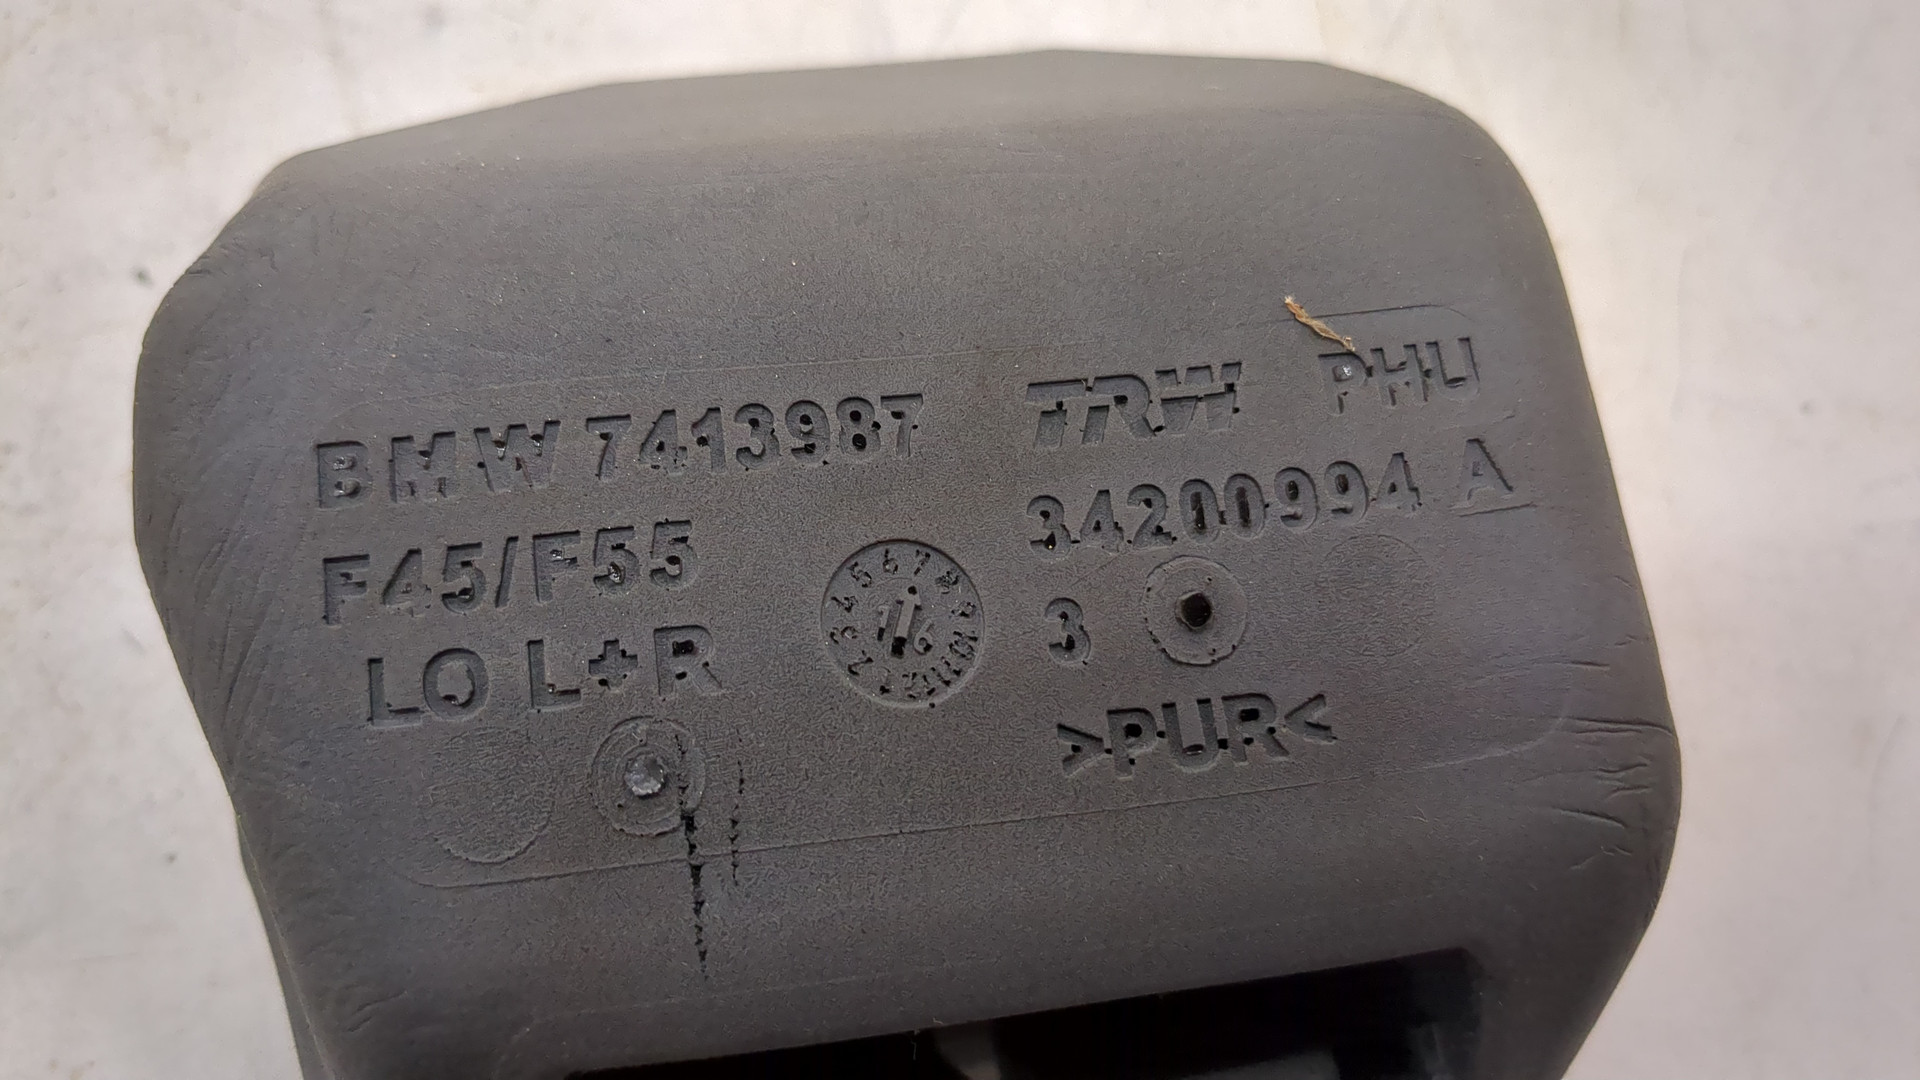 BMW 7413987
F45/F55
LO L+R
TRW PHU
34200994 A
3
>PUR<